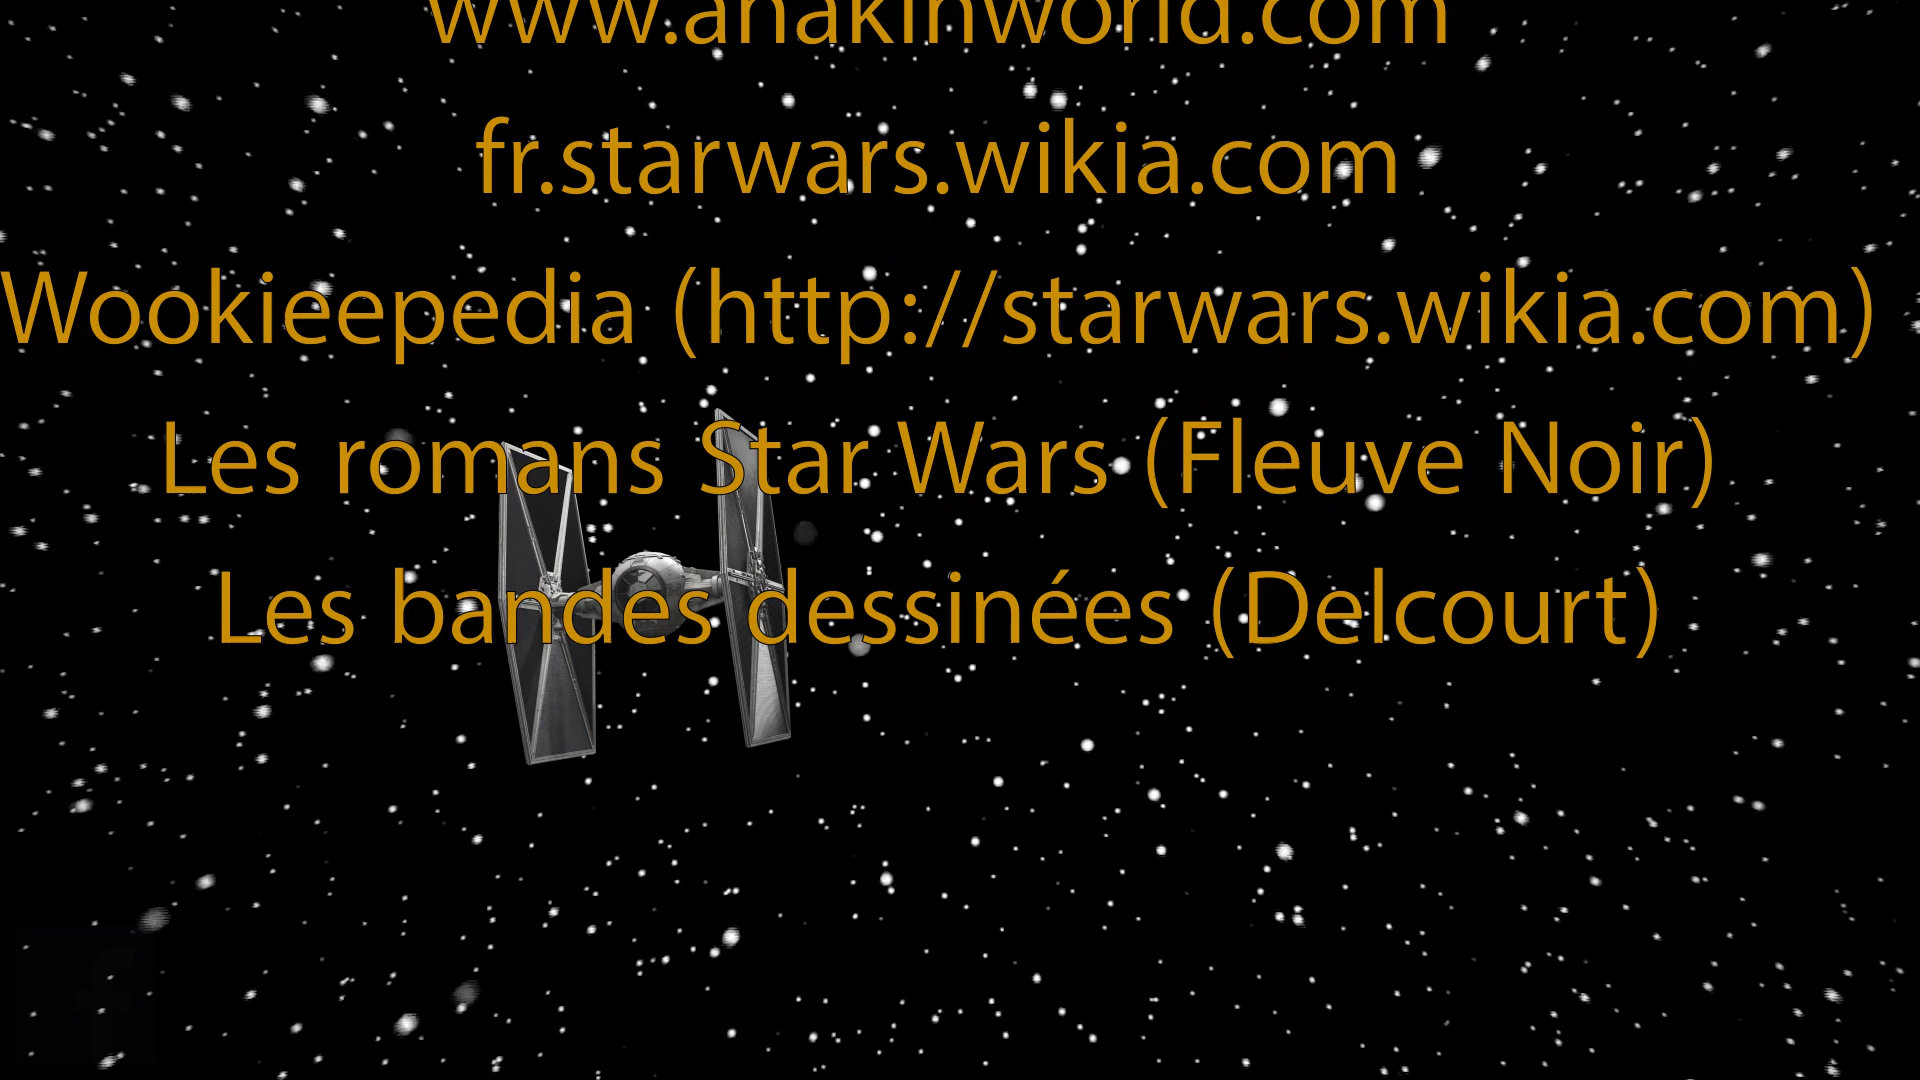 www.anakinworld.com
fr.starwars.wikia.com
Wookieepedia (http://starwars.wikia.com)
Les romans Star Wars (Fleuve Noir)
Les bandes dessinées (Delcourt)